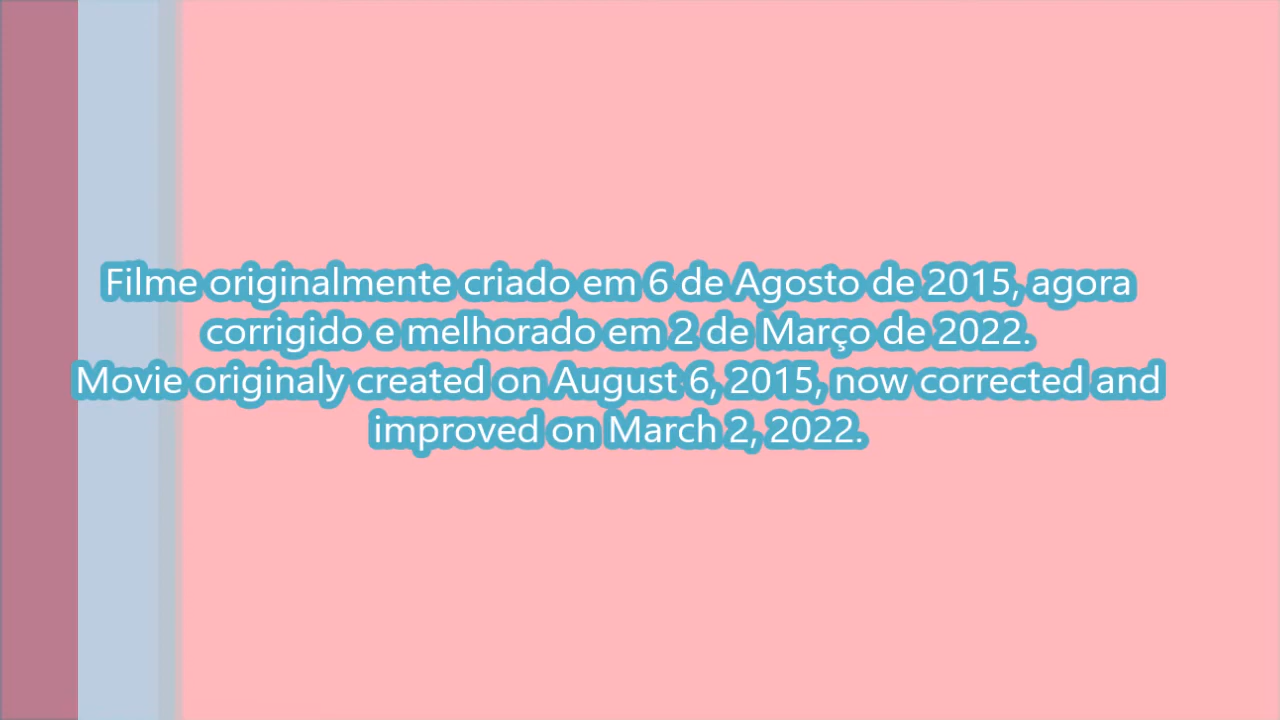 Filme originalmente criado em 6 de Agosto de 2015, agora
corrigido e melhorado em 2 de Março de 2022.
Movie originaly created on August 6, 2015, now corrected and
improved on March 2, 2022.